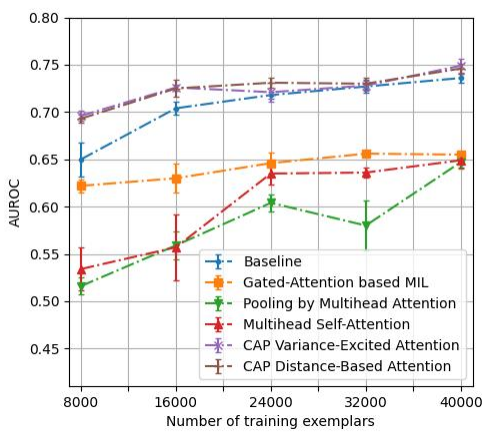 0.80
0.75
0.70
0.65
0.60
0.55
0.50
0.45
AUROC
Baseline
Gated-Attention based MIL
Pooling by Multihead Attention
Multihead Self-Attention
CAP Variance-Excited Attention
CAP Distance-Based Attention
8000 16000 24000 32000 40000
Number of training exemplars